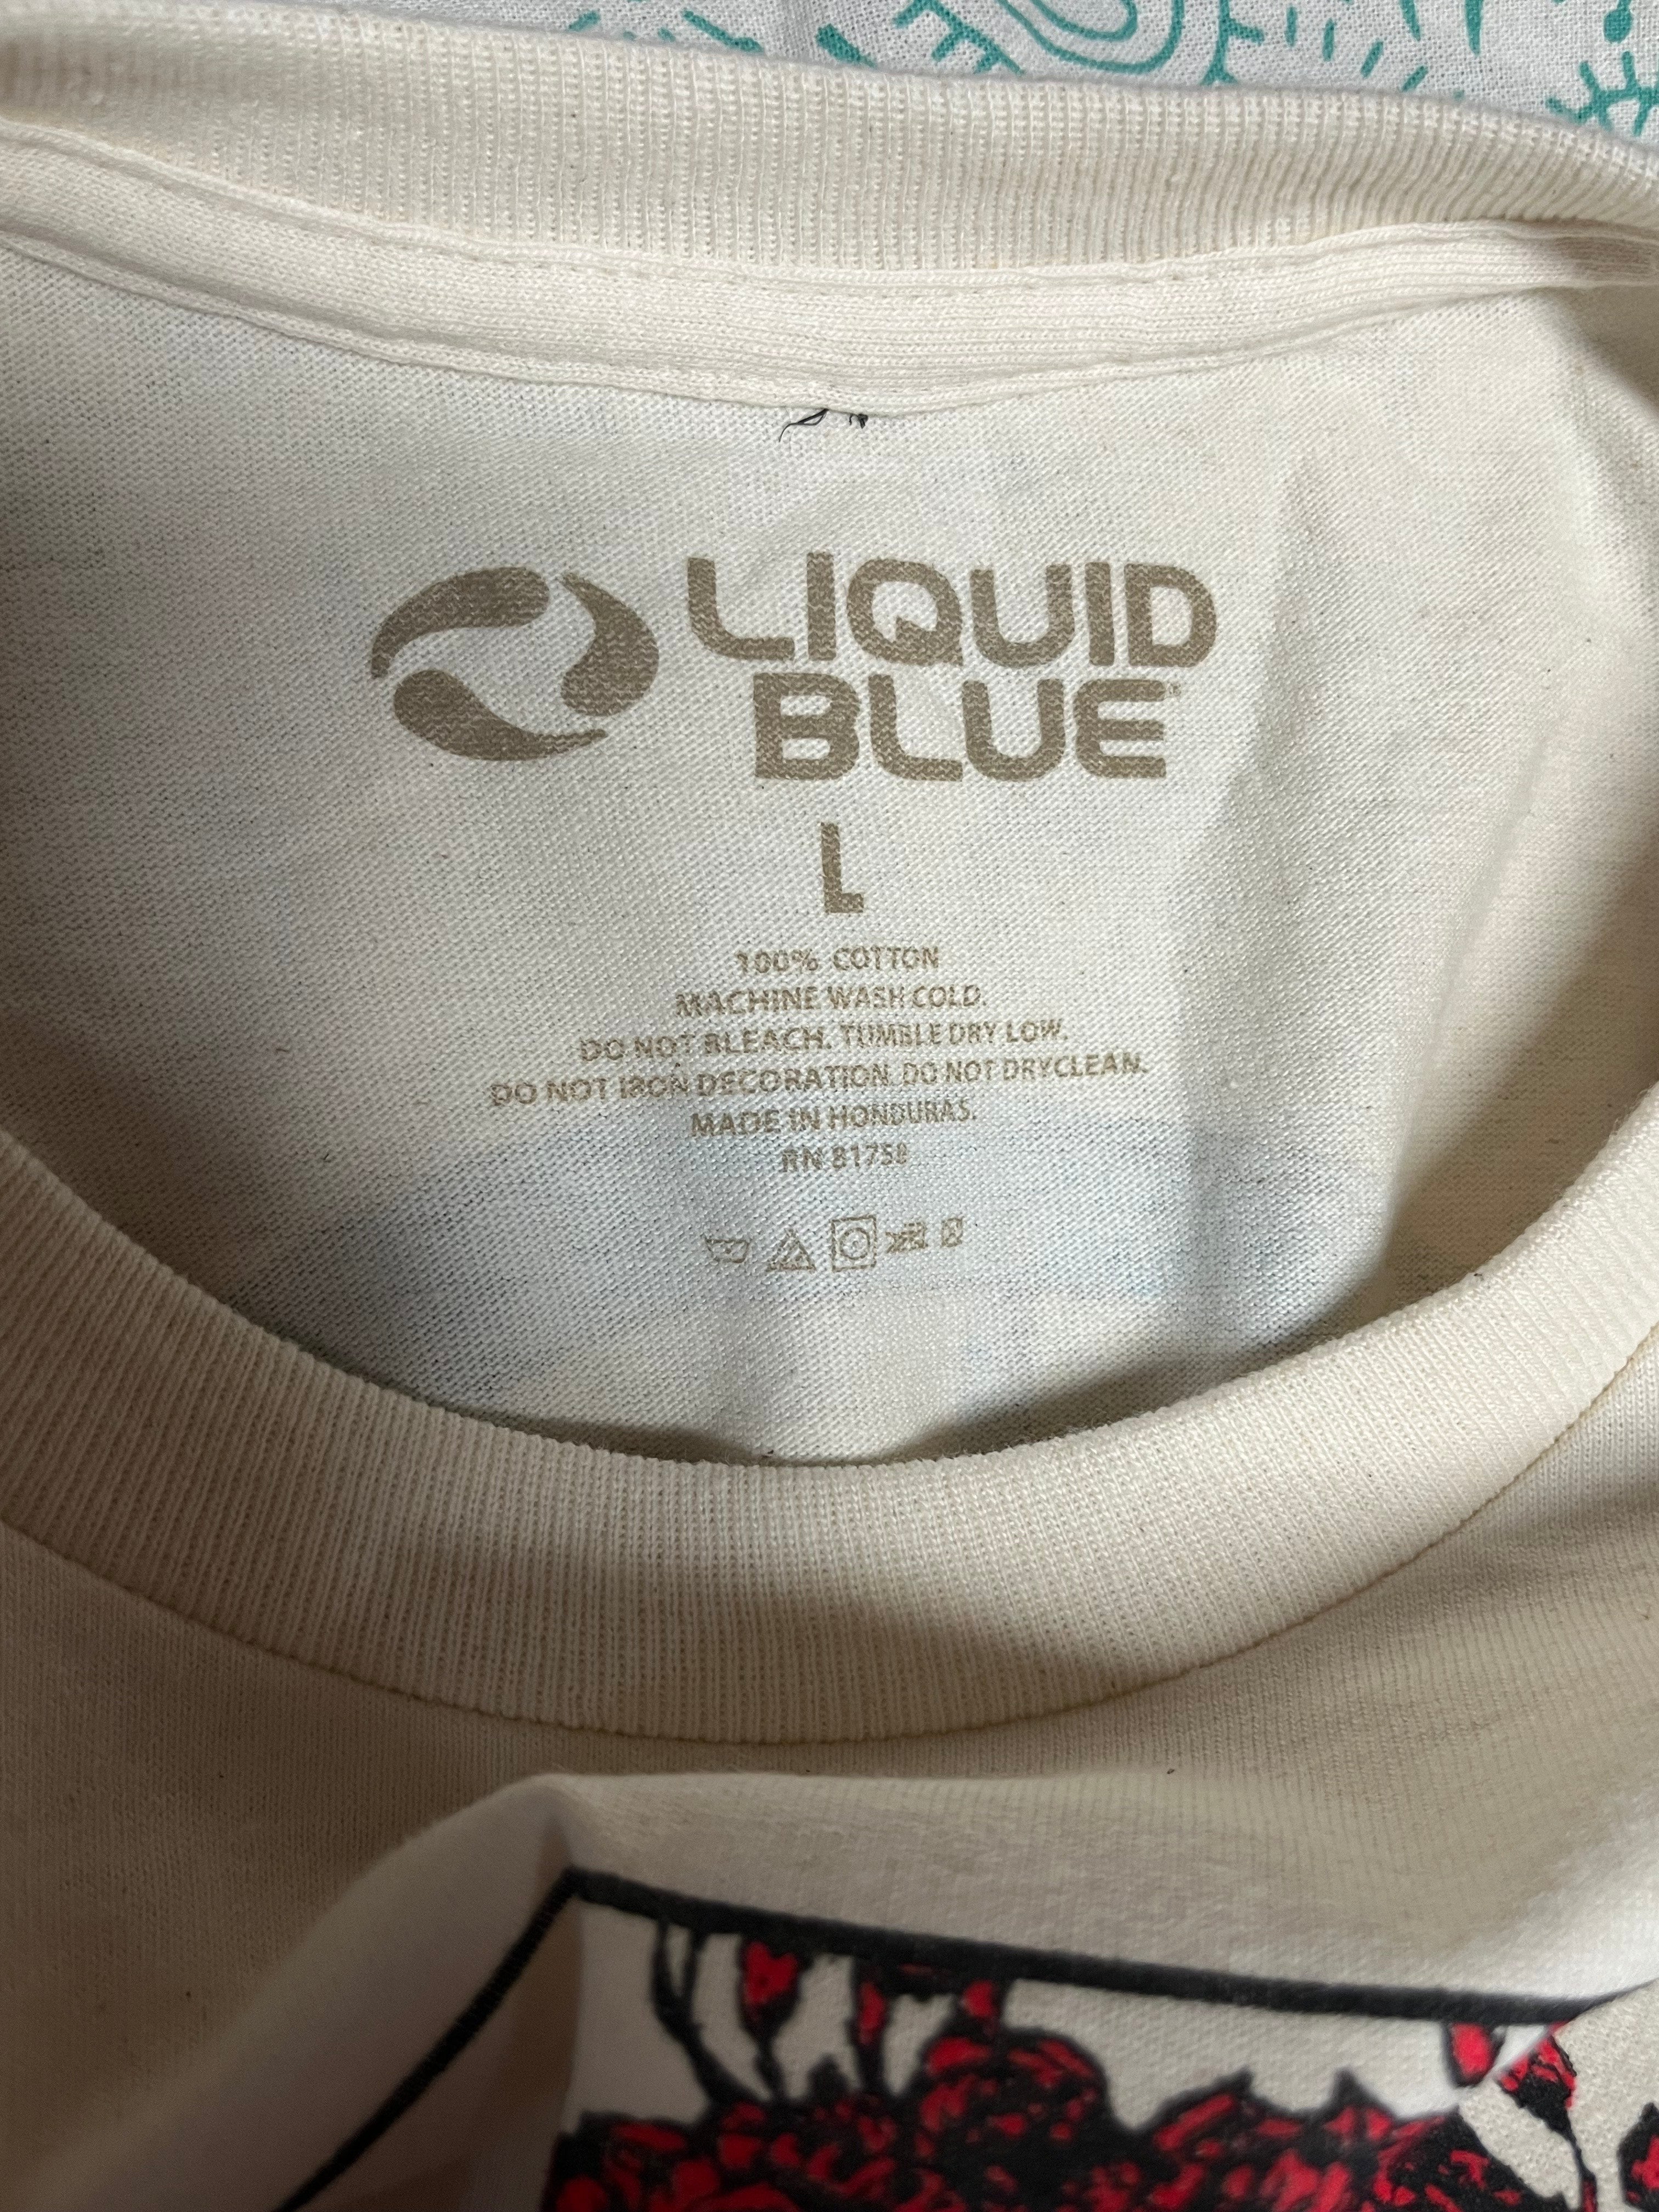 LIQUID
BLUE
L
100% COTTON
MACHINE WASH COLD.
DO NOT BLEACH. TUMBLE DRY LOW.
DO NOT IRON DECORATION. DO NOT DRYCLEAN.
MADE IN HONDURAS.
RN 81758